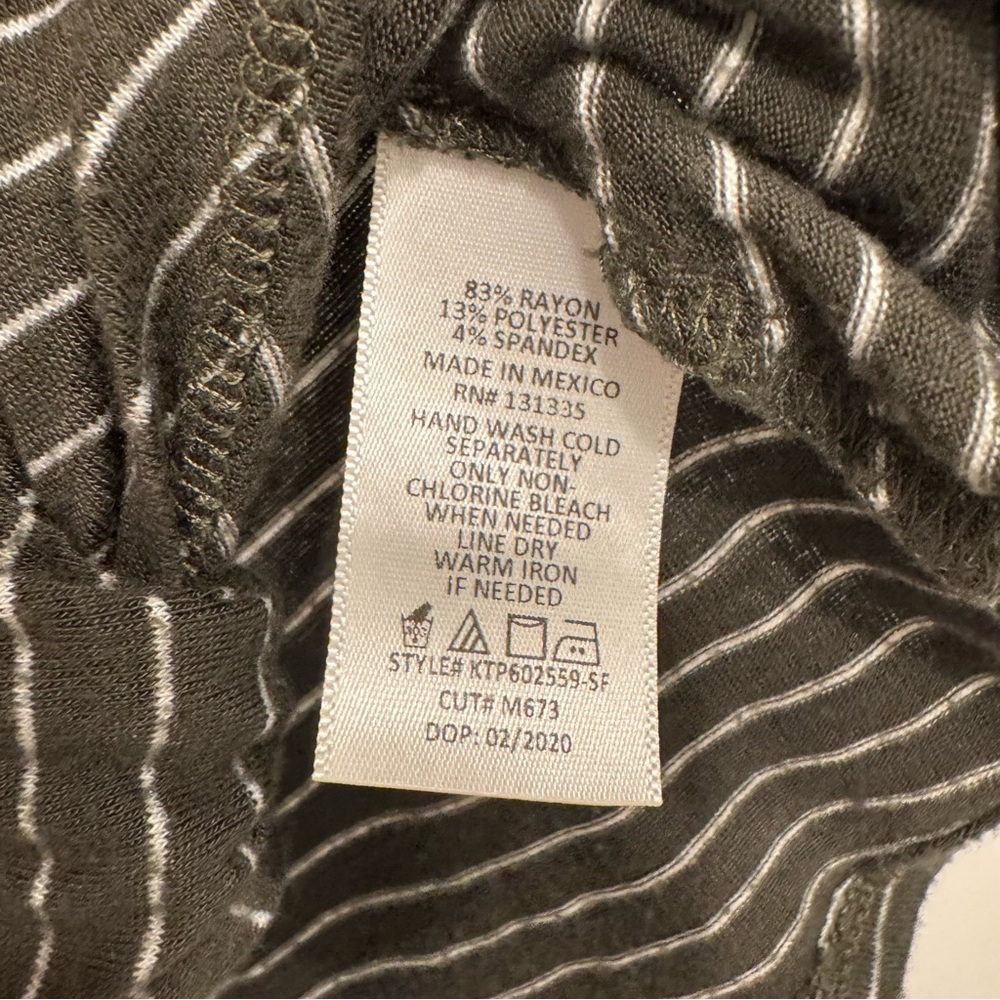 83% RAYON
13% POLYESTER
4% SPANDEX
MADE IN MEXICO
RN# 131335
HAND WASH COLD
SEPARATELY
ONLY NON-
CHLORINE BLEACH
WHEN NEEDED
LINE DRY
WARM IRON
IF NEEDED
STYLE# KTP602559-SF
CUT# M673
DOP: 02/2020